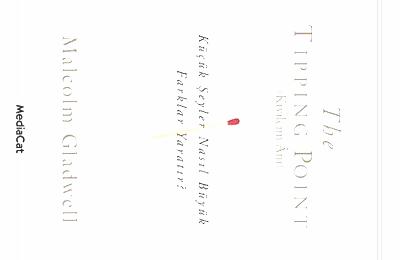 The
TIPPING POINT
Kıvılcım Anı
Küçük Şeyler Nasıl Büyük
Farklar Yaratır?
Malcolm Gladwell
MediaCat